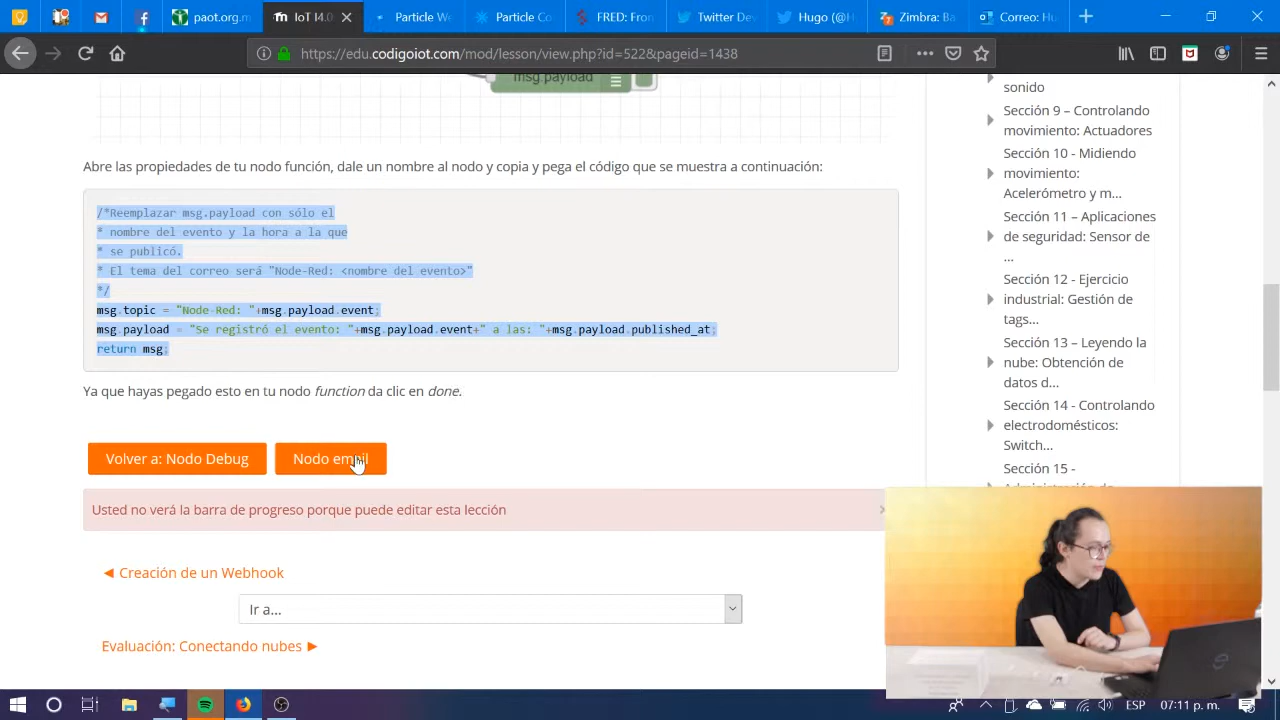 paot.org.m
IoT I4.0
Particle We
Particle Co
FRED: Fron
Twitter Dev
Hugo (@H
Zimbra: Ba
Correo: Hu
https://edu.codigoiot.com/mod/lesson/view.php?id=522&pageid=1438
msg.payload
Abre las propiedades de tu nodo función, dale un nombre al nodo y copia y pega el código que se muestra a continuación:
/*Reemplazar msg.payload con sólo el
* nombre del evento y la hora a la que
* se publicó.
* El tema del correo será "Node-Red: <nombre del evento>"
*/
msg.topic = "Node-Red: "+msg.payload.event;
msg.payload = "Se registró el evento: "+msg.payload.event+" a las: "+msg.payload.published_at;
return msg;
Ya que hayas pegado esto en tu nodo function da clic en done.
Volver a: Nodo Debug
Nodo email
Usted no verá la barra de progreso porque puede editar esta lección
×
◄ Creación de un Webhook
Ir a...
Evaluación: Conectando nubes ►
sonido
Sección 9 – Controlando
movimiento: Actuadores
Sección 10 - Midiendo
movimiento:
Acelerómetro y m...
Sección 11 – Aplicaciones
de seguridad: Sensor de
...
Sección 12 - Ejercicio
industrial: Gestión de
tags...
Sección 13 – Leyendo la
nube: Obtención de
datos d...
Sección 14 - Controlando
electrodomésticos:
Switch...
Sección 15 -
ESP
07:11 p. m.